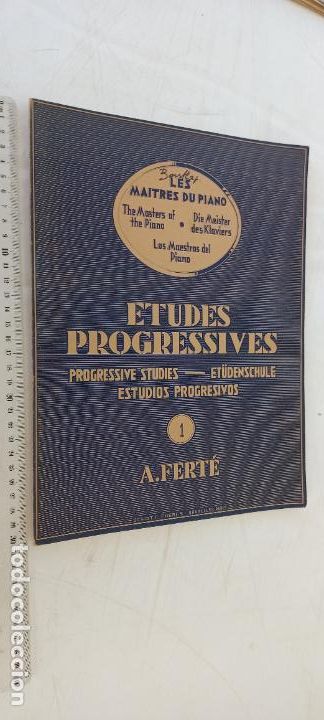 LES
MAITRES DU PIANO
The Masters of the Piano • Die Meister des Klaviers
Los Maestros del Piano
ETUDES
PROGRESSIVES
PROGRESSIVE STUDIES — ETÜDENSCHULE
ESTUDIOS PROGRESIVOS
1
A. FERTÉ
todocoleccion.net